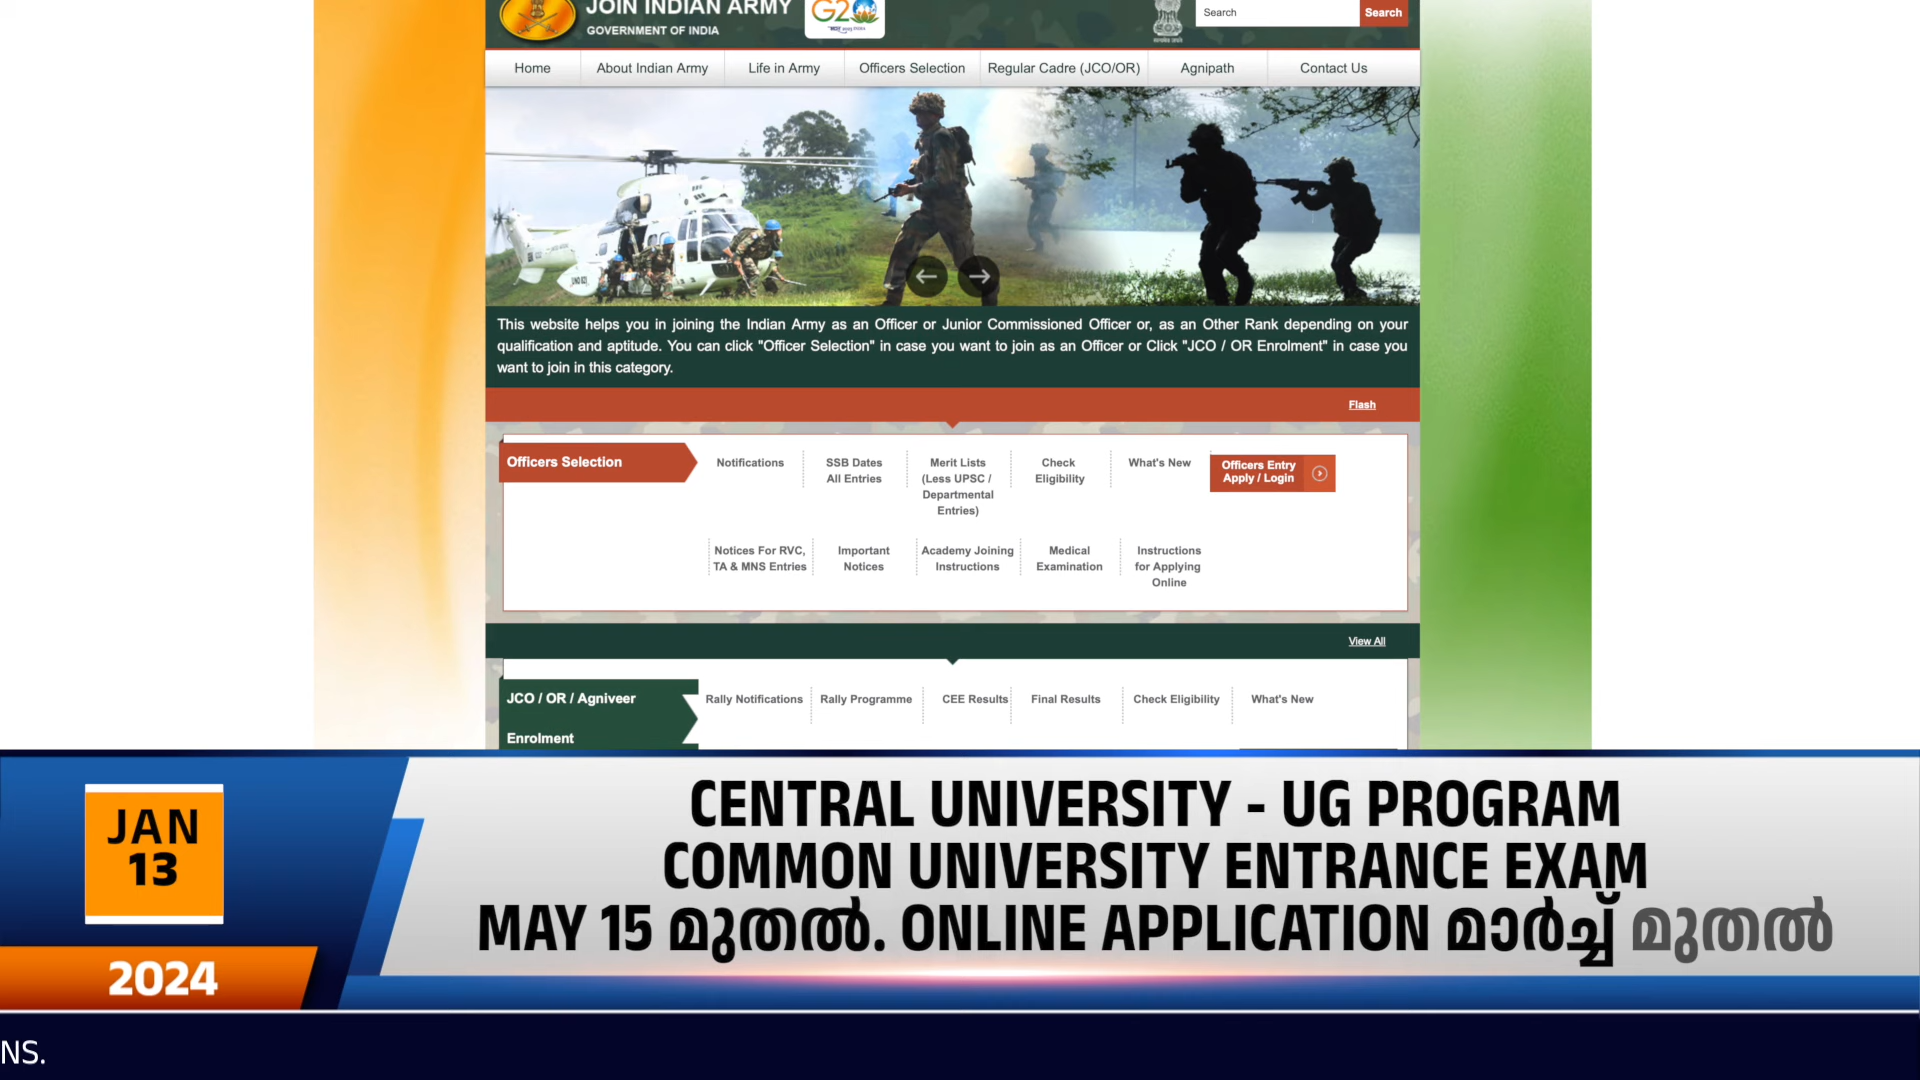 JOIN INDIAN ARMY
GOVERNMENT OF INDIA
G20
Search
Search
Home
About Indian Army
Life in Army
Officers Selection
Regular Cadre (JCO/OR)
Agnipath
Contact Us
This website helps you in joining the Indian Army as an Officer or Junior Commissioned Officer or, as an Other Rank depending on your
qualification and aptitude. You can click "Officer Selection" in case you want to join as an Officer or Click "JCO / OR Enrolment" in case you
want to join in this category.
Flash
Officers Selection
Notifications
SSB Dates
All Entries
Merit Lists
(Less UPSC /
Departmental
Entries)
Check
Eligibility
What's New
Officers Entry
Apply / Login
Notices For RVC,
TA & MNS Entries
Important
Notices
Academy Joining
Instructions
Medical
Examination
Instructions
for Applying
Online
View All
JCO / OR / Agniveer
Enrolment
Rally Notifications
Rally Programme
CEE Results
Final Results
Check Eligibility
What's New
JAN
13
2024
CENTRAL UNIVERSITY - UG PROGRAM
COMMON UNIVERSITY ENTRANCE EXAM
MAY 15 മുതൽ. ONLINE APPLICATION മാർച്ച് മുതൽ
NS.